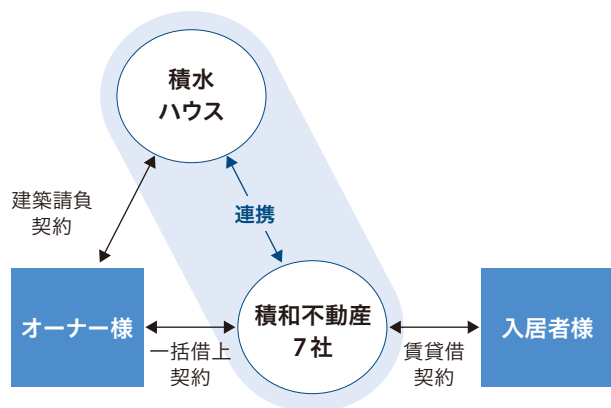 積水
ハウス
建築請負
契約
連携
オーナー様
一括借上
契約
積和不動産
7社
賃貸借
契約
入居者様